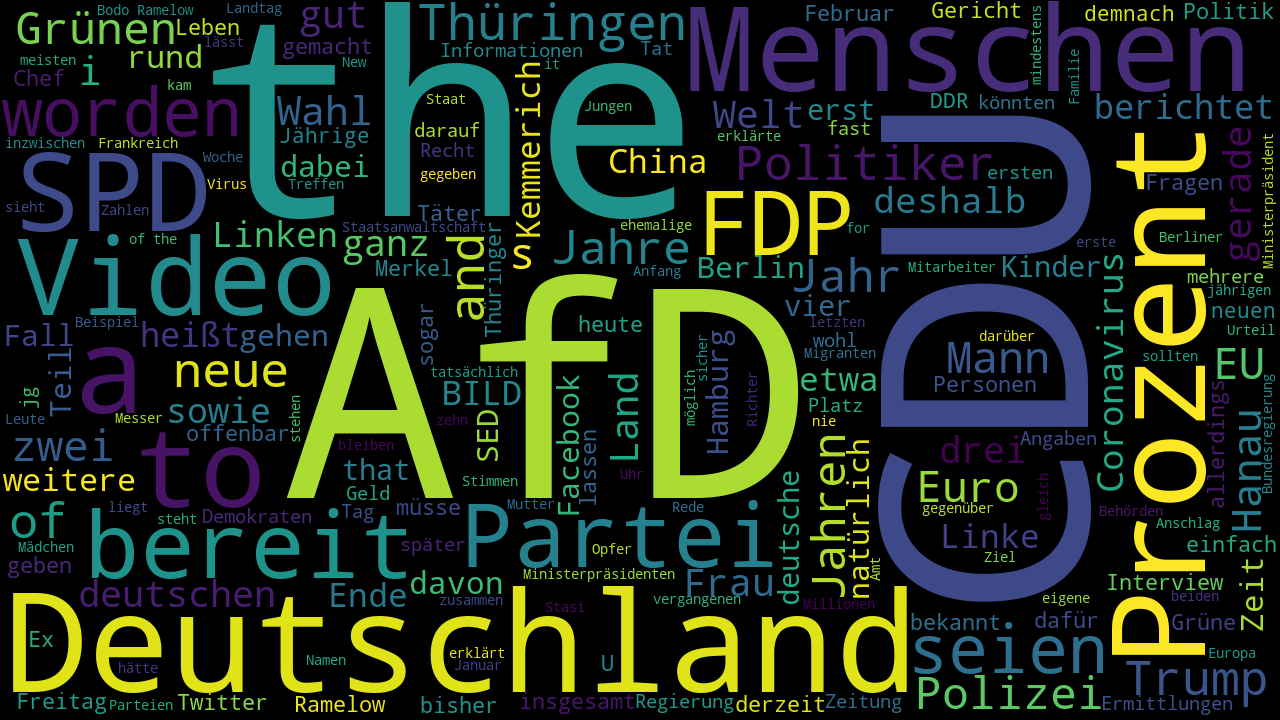 Bodo Ramelow
Landtag
Grünen
Leben
gut
Thüringen
Februar
Gericht
demnach
Politik
lässt
gemacht
Informationen
Tat
the
Menschen
mindestens
Familie
meisten
rund
Chef
i
kam
New
it
worden
Wahl
Staat
Jungen
Welt
erst
DDR
könnten
berichtet
Jährige
darauf
Kemmerich
erklärte
fast
inzwischen
Frankreich
Woche
dabei
Recht
China
Politiker
ersten
gerade
Ministerpräsident
SPD
Virus
Treffen
gegeben
Prozent
Fragen
sieht
Zahlen
Täter
FDP
deshalb
CDU
Staatsanwaltschaft
ehemalige
for
of the
Linken
ganz
and
s
Jahre
Berliner
erste
Video
Merkel
Thüringer
Anfang
Berlin
Jahr
Mitarbeiter
Kinder
mehrere
jährigen
vier
Coronavirus
Beispiel
Fall
heißt
gehen
sogar
heute
letzten
neuen
AfD
Hamburg
sicher
wohl
darüber
Urteil
a
Teil
neue
tatsächlich
Migranten
Mann
sollten
EU
jg
BILD
Facebook
Land
möglich
Richter
etwa
Personen
Bundesregierung
Leute
Messer
sowie
stehen
zehn
SED
Platz
nie
allerdings
Hanau
zwei
offenbar
bleiben
lassen
Jahren
natürlich
drei
Angaben
weitere
to
that
Uhr
Stimmen
Euro
gleich
Geld
deutsche
liegt
of
steht
Demokraten
Tag
müsse
Mutter
Rede
gegenüber
Behörden
Anschlag
bereit
Partei
Linke
einfach
Mädchen
später
Opfer
Ziel
geben
Ministerpräsidenten
Amt
deutschen
Ende
davon
Frau
Interview
Zeit
zusammen
Stasi
vergangenen
Millionen
eigene
beiden
Deutschland
bekannt
dafür
Grüne
Ex
hätte
Namen
erklärt
Januar
U
seien
Europa
Trump
Freitag
Parteien
Twitter
Ramelow
bisher
insgesamt
Regierung
derzeit
Zeitung
Polizei
Ermittlungen